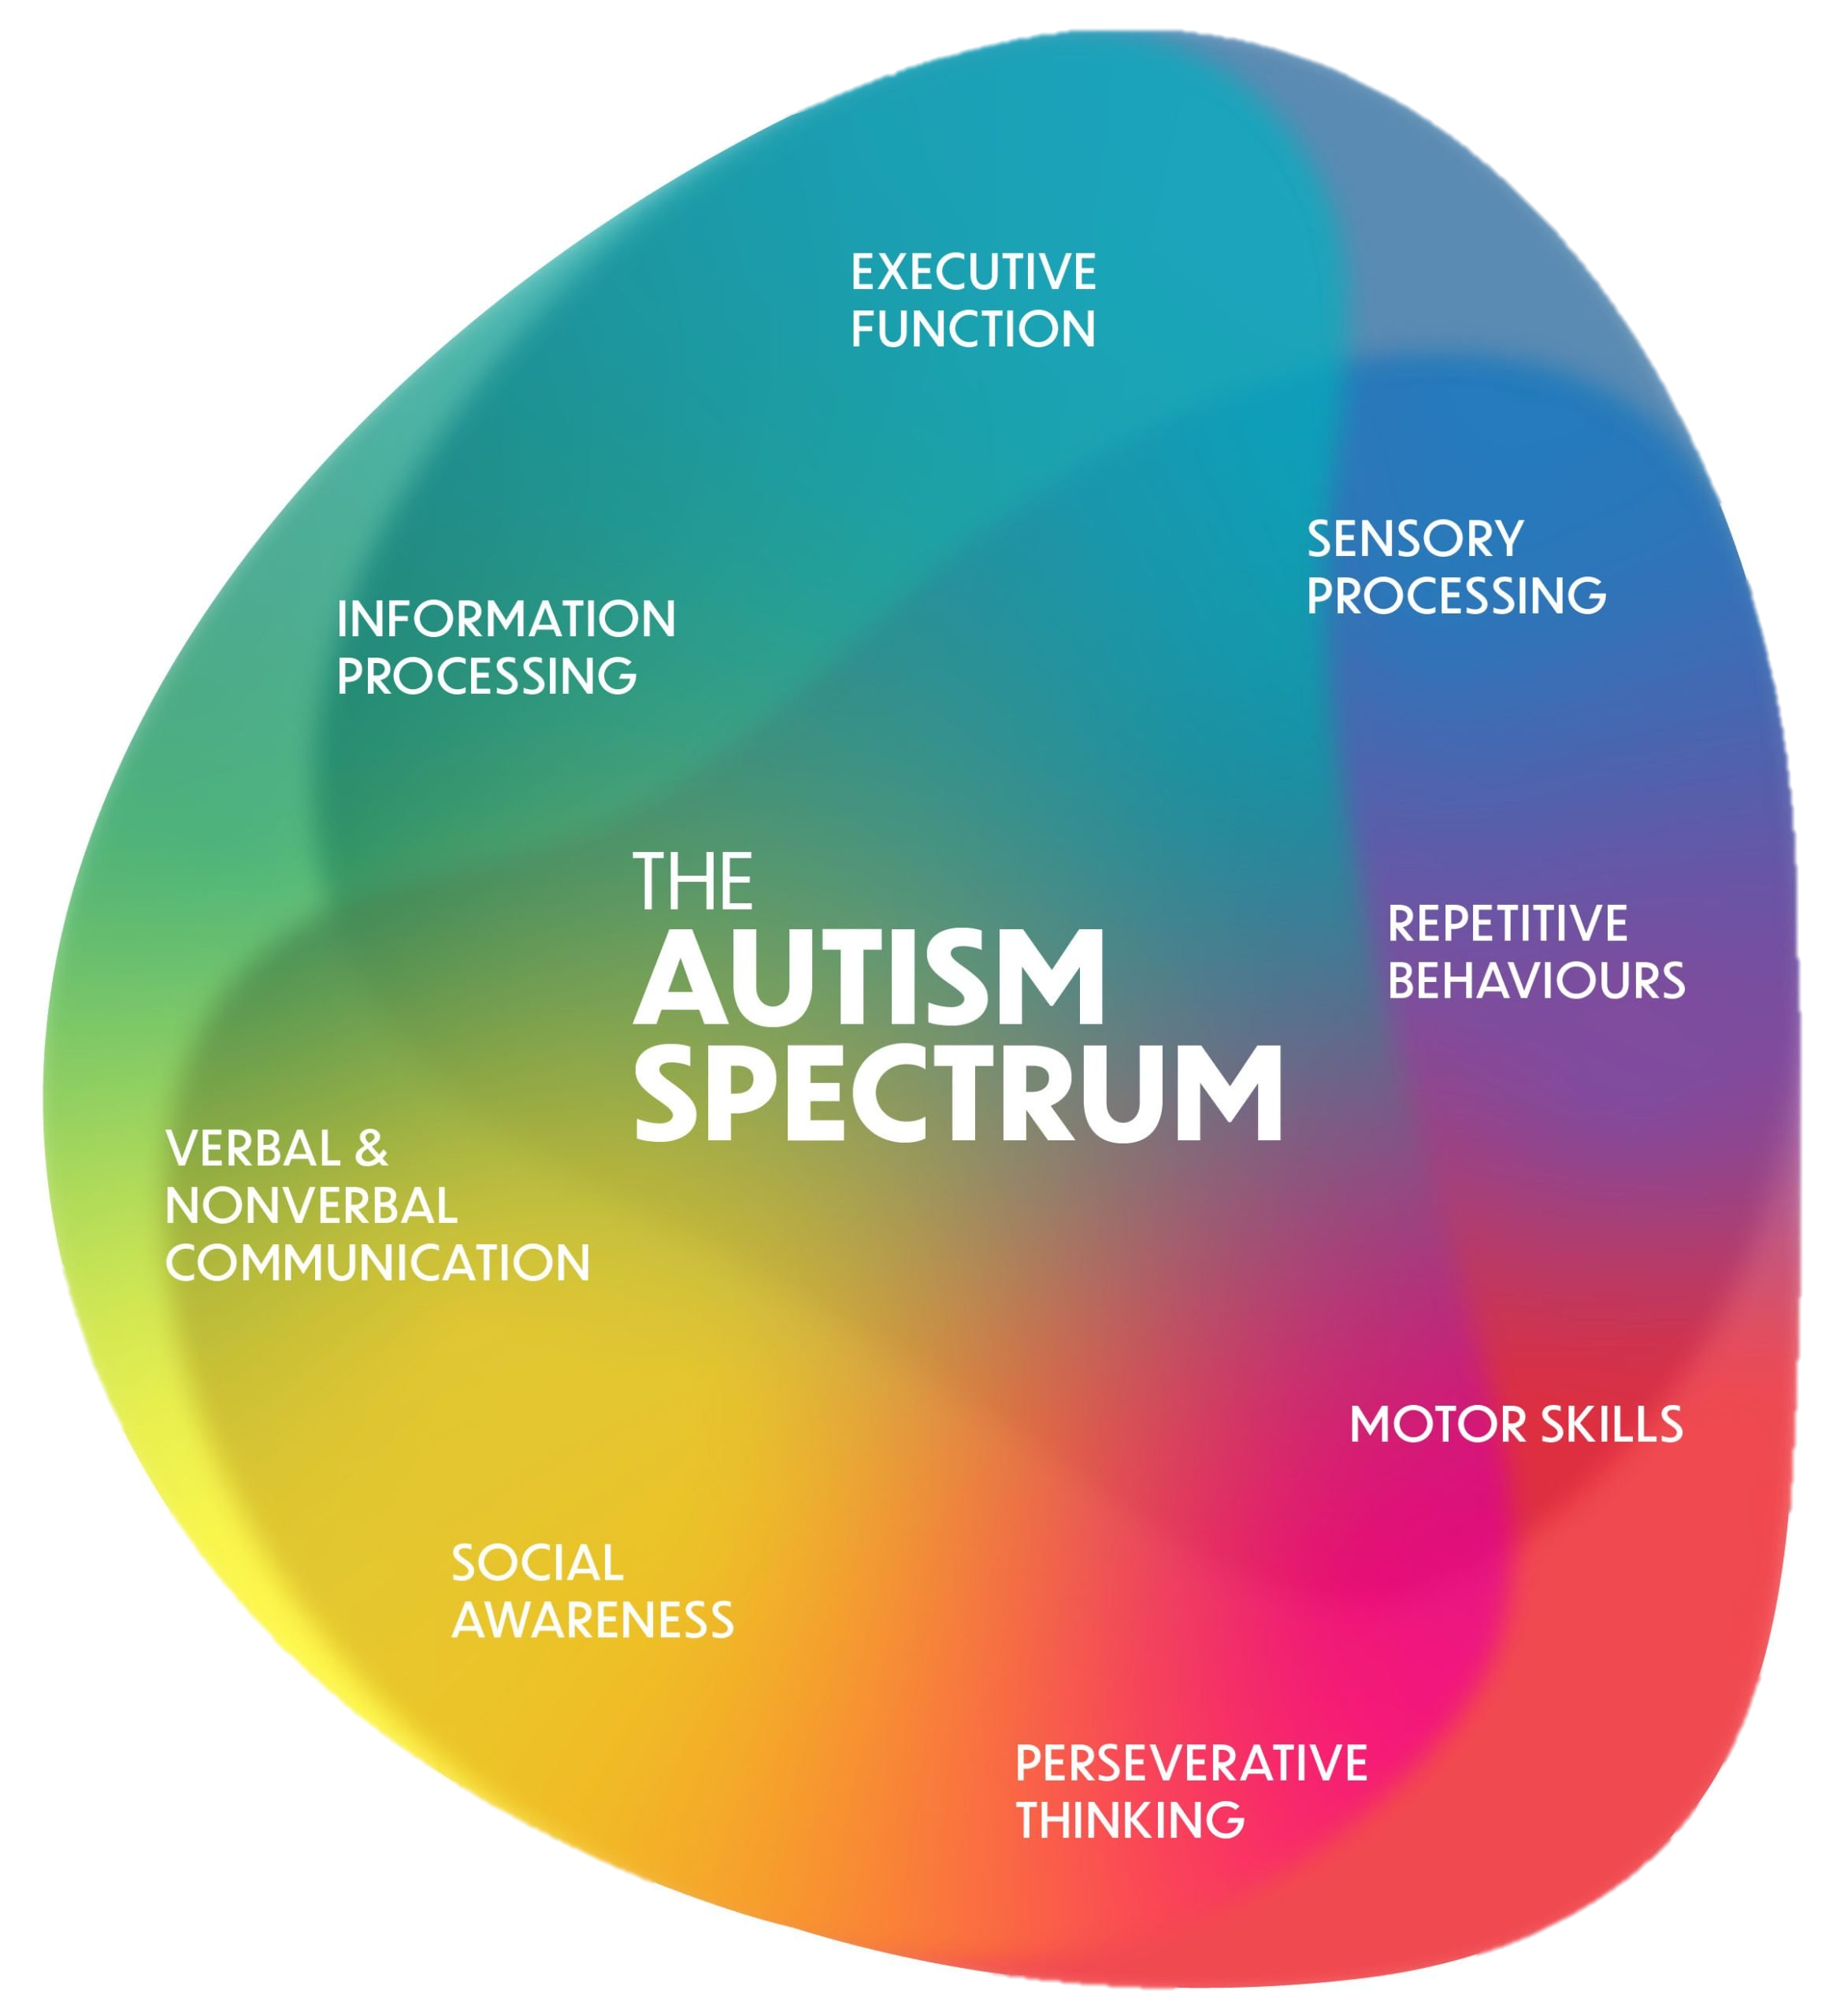 EXECUTIVE
FUNCTION
SENSORY
PROCESSING
INFORMATION
PROCESSING
THE
AUTISM
SPECTRUM
REPETITIVE
BEHAVIOURS
VERBAL &
NONVERBAL
COMMUNICATION
MOTOR SKILLS
SOCIAL
AWARENESS
PERSEVERATIVE
THINKING